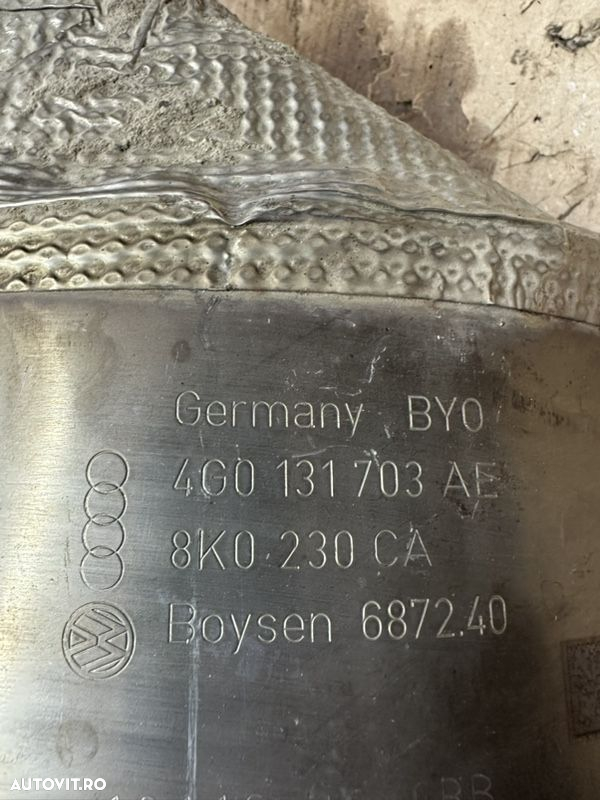 Germany BYO
4G0 131 703 AE
8K0 230 CA
Boysen 6872.40
AUTOVIT.RO